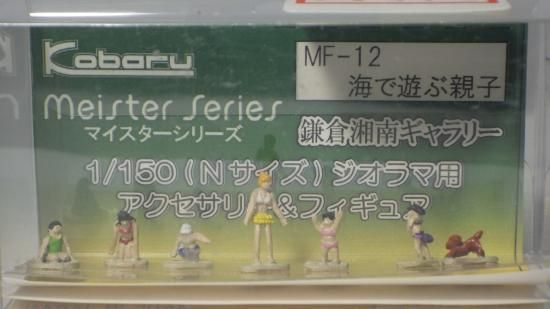 Kobaru
MF-12
海で遊ぶ親子
Meister Series
マイスターシリーズ
鎌倉湘南ギャラリー
1/150(Nサイズ)ジオラマ用
アクセサリ &フィギュア